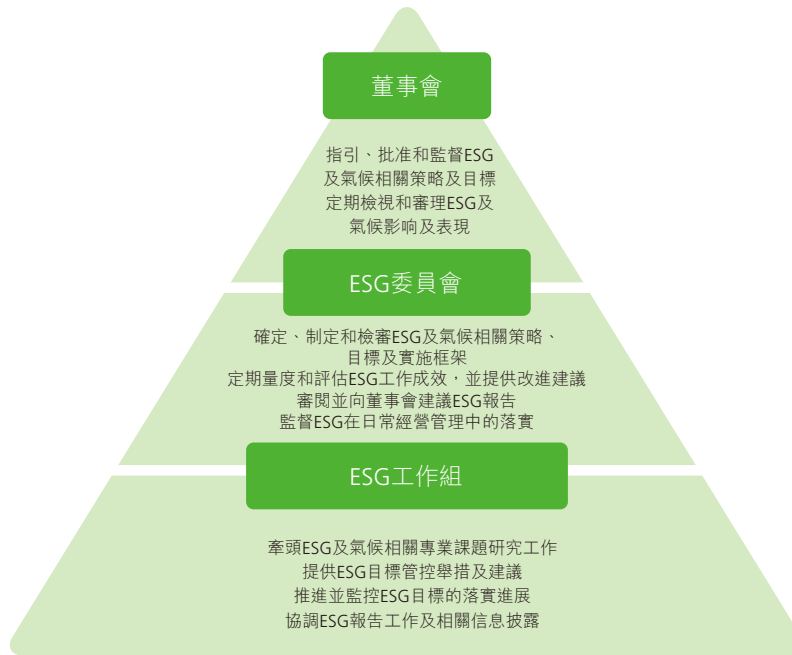 董事會
指引、批准和監督ESG
及氣候相關策略及目標
定期檢視和審理ESG及
氣候影响及表現
ESG委員會
確定、制定和檢審ESG及氣候相關策略、
目標及實施框架
定期量度和評估ESG工作成效，並提供改進建議
審閱並向董事會建議ESG報告
監督ESG在日常經營管理中的落實
ESG工作組
牽頭ESG及氣候相關專業課題研究工作
提供ESG目標管控舉措及建議
推進並監控ESG目標的落實進展
協調ESG報告工作及相關信息披露